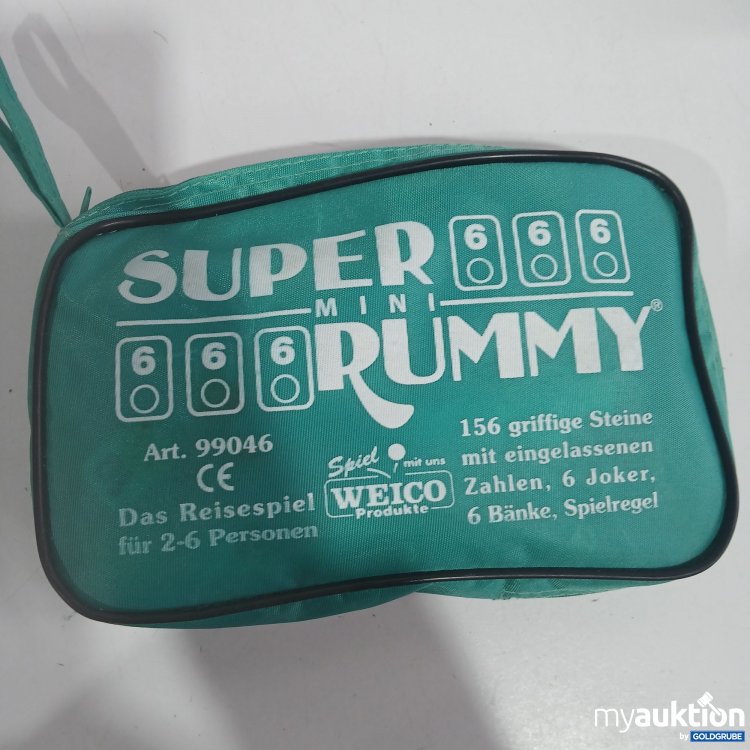 SUPER 6 6 6
MINI
6 6 6 RUMMY®
Art. 99046
CE
Das Reisespiel
für 2-6 Personen
Spiel mit uns
WEICO
Produkte
156 griffige Steine
mit eingelassenen
Zahlen, 6 Joker,
6 Bänke, Spielregel
myauktion
by GOLDGRUBE